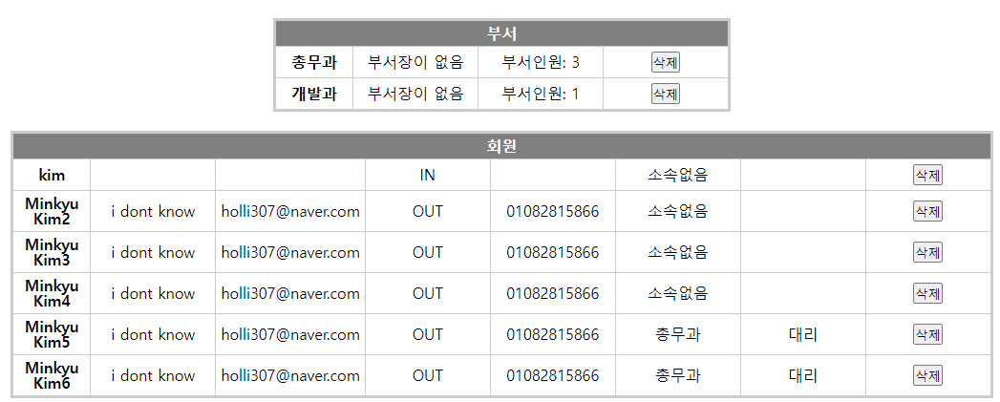 부서
총무과 부서장이 없음 부서인원: 3 삭제
개발과 부서장이 없음 부서인원: 1 삭제
회원
kim IN 소속없음 삭제
Minkyu Kim2 i dont know holli307@naver.com OUT 01082815866 소속없음 삭제
Minkyu Kim3 i dont know holli307@naver.com OUT 01082815866 소속없음 삭제
Minkyu Kim4 i dont know holli307@naver.com OUT 01082815866 소속없음 삭제
Minkyu Kim5 i dont know holli307@naver.com OUT 01082815866 총무과 대리 삭제
Minkyu Kim6 i dont know holli307@naver.com OUT 01082815866 총무과 대리 삭제